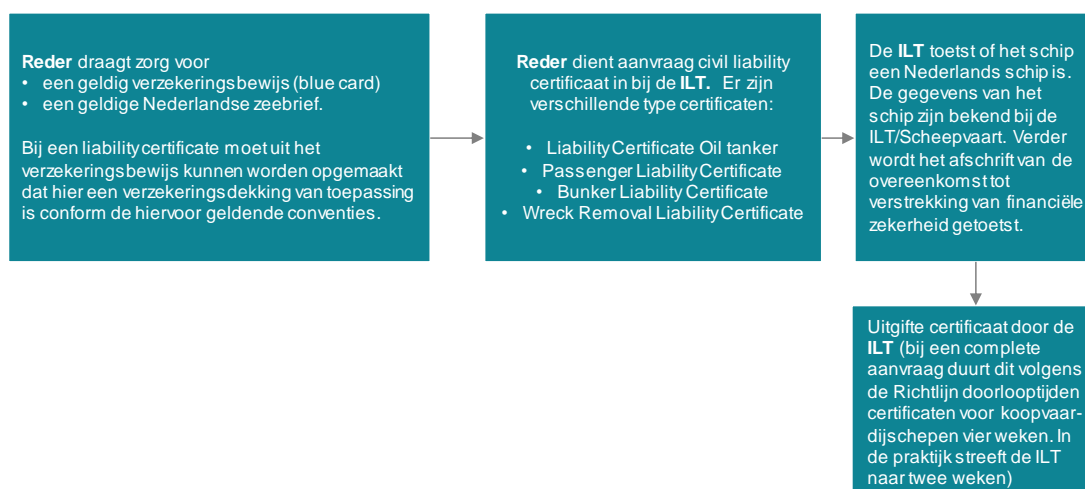 Reder draagt zorg voor
• een geldig verzekeringsbewijs (blue card)
• een geldige Nederlandse zeebrief.
Bij een liability certificate moet uit het
verzekeringsbewijs kunnen worden opgemaakt
dat hier een verzekeringsdekking van toepassing
is conform de hiervoor geldende conventies.
Reder dient aanvraag civil liability
certificaat in bij de ILT. Er zijn
verschillende type certificaten:
• Liability Certificate Oil tanker
• Passenger Liability Certificate
• Bunker Liability Certificate
• Wreck Removal Liability Certificate
De ILT toetst of het schip
een Nederlands schip is.
De gegevens van het
schip zijn bekend bij de
ILT/Scheepvaart. Verder
wordt het afschrift van de
overeenkomst tot
verstrekking van financiële
zekerheid getoetst.
Uitgifte certificaat door de
ILT (bij een complete
aanvraag duurt dit volgens
de Richtlijn doorlooptijden
certificaten voor koopvaar-
dijschepen vier weken. In
de praktijk streeft de ILT
naar twee weken)